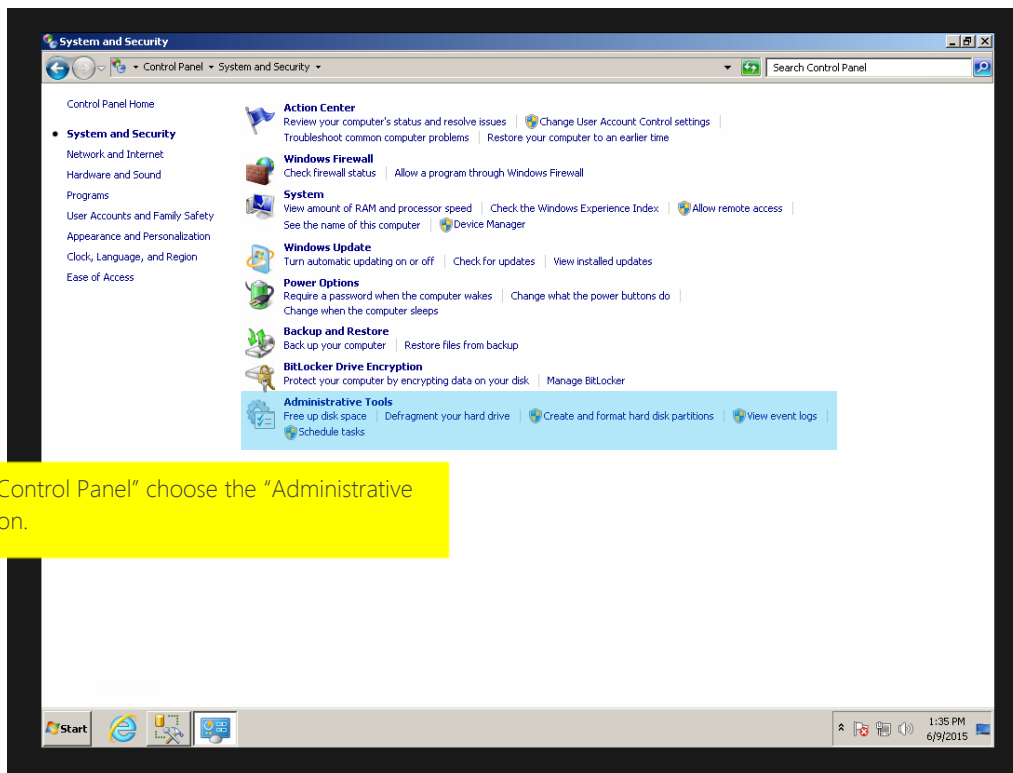 System and Security
Control Panel System and Security
Search Control Panel
Control Panel Home
System and Security
Network and Internet
Hardware and Sound
Programs
User Accounts and Family Safety
Appearance and Personalization
Clock, Language, and Region
Ease of Access
Action Center
Review your computer's status and resolve issues Change User Account Control settings
Troubleshoot common computer problems Restore your computer to an earlier time
Windows Firewall
Check firewall status Allow a program through Windows Firewall
System
View amount of RAM and processor speed Check the Windows Experience Index Allow remote access
See the name of this computer Device Manager
Windows Update
Turn automatic updating on or off Check for updates View installed updates
Power Options
Require a password when the computer wakes Change what the power buttons do
Change when the computer sleeps
Backup and Restore
Back up your computer Restore files from backup
BitLocker Drive Encryption
Protect your computer by encrypting data on your disk Manage BitLocker
Administrative Tools
Free up disk space Defragment your hard drive Create and format hard disk partitions View event logs
Schedule tasks
Control Panel” choose the “Administrative
on.
Start
1:35 PM
6/9/2015